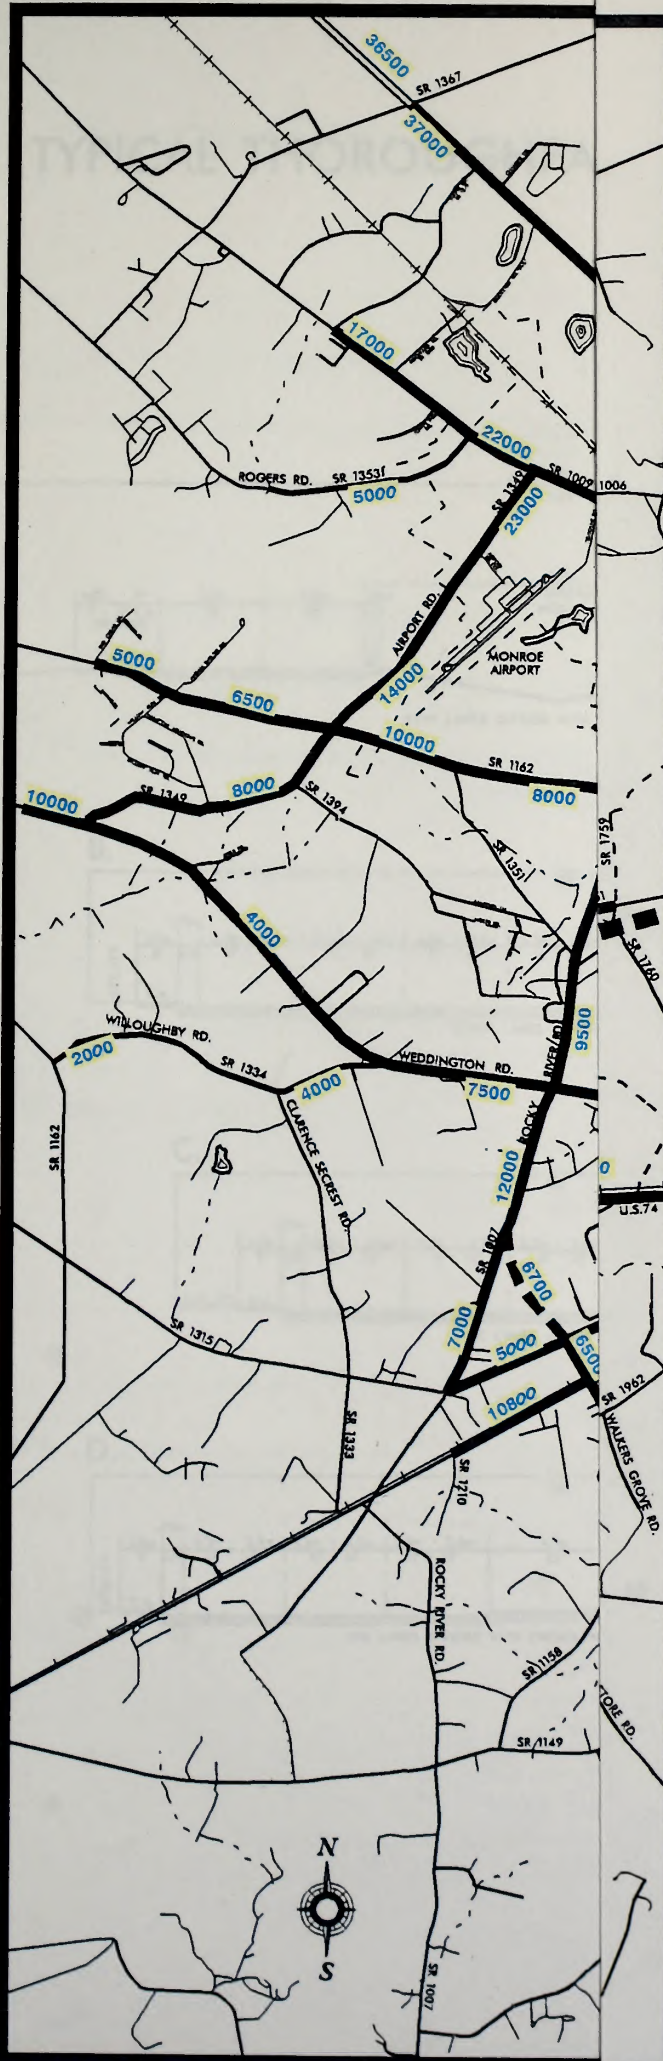 36500
SR 1367
37000
17000
22000
SR 1009
1006
ROGERS RD.
SR 1353
5000
SR 1349
23000
AIRPORT RD.
MONROE
AIRPORT
14000
5000
6500
10000
SR 1162
8000
10000
SR 1349
8000
SR 1394
SR 1351
SR 1759
SR 1760
4000
9500
WILLOUGHBY RD.
2000
SR 1334
4000
WEDDINGTON RD.
7500
ROCKY RIVER RD.
SR 1162
CLARENCE SECREST RD.
12000
0
U.S.74
SR 1007
6700
7000
5000
6500
SR 1315
10800
SR 1962
WALKERS GROVE RD.
SR 1333
SR 1210
ROCKY RIVER RD.
SR 1158
TORE RD.
SR 1149
N
S
SR 1007